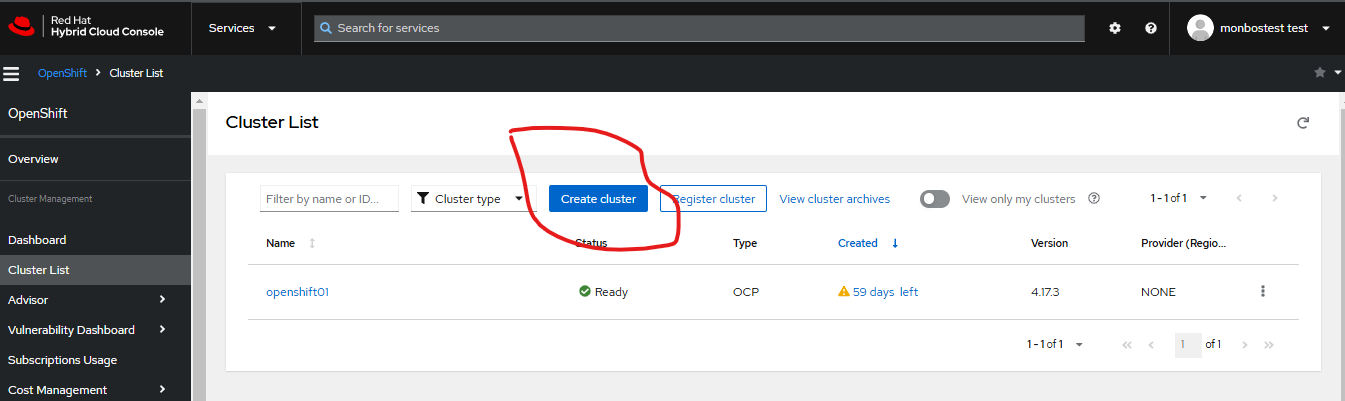 Red Hat
Hybrid Cloud Console
Services
Search for services
monbostest test
OpenShift > Cluster List
OpenShift
Overview
Cluster Management
Dashboard
Cluster List
Advisor
Vulnerability Dashboard
Subscriptions Usage
Cost Management
Cluster List
Filter by name or ID... Cluster type Create cluster Register cluster View cluster archives View only my clusters 1 - 1 of 1
Name Status Type Created Version Provider (Regio...
openshift01 Ready OCP 59 days left 4.17.3 NONE
1 - 1 of 1 1 of 1